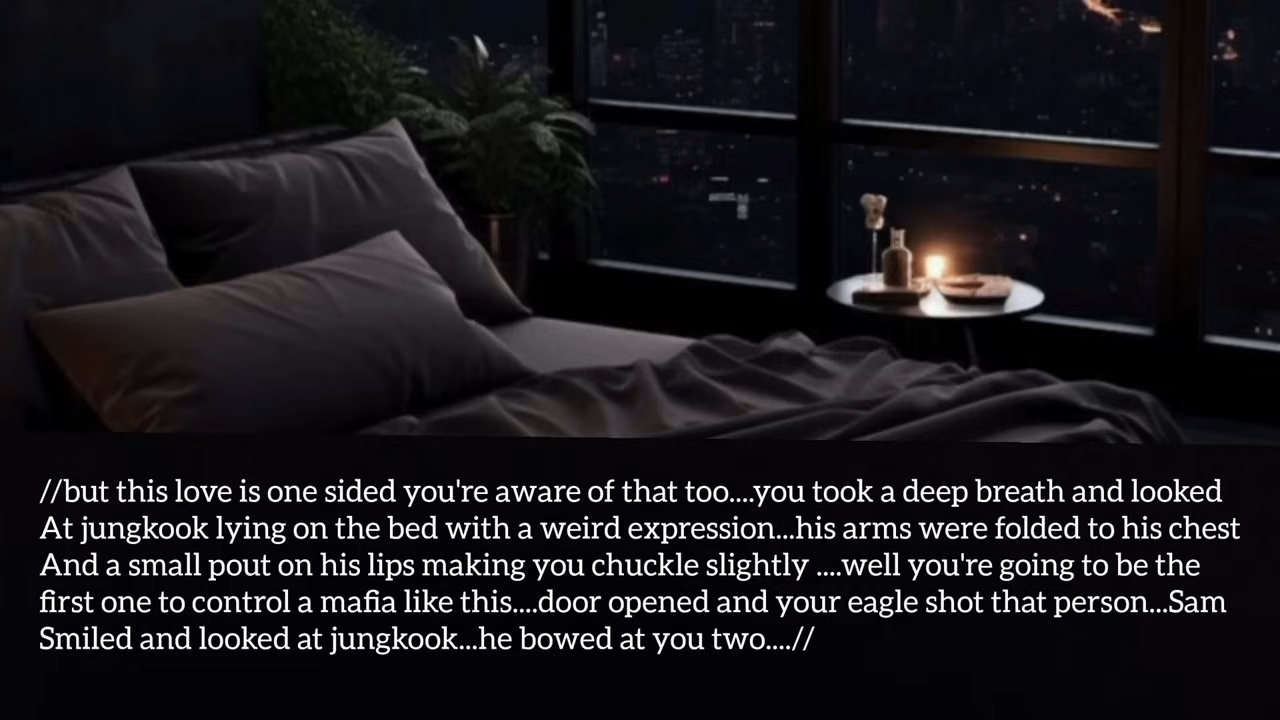 //but this love is one sided you're aware of that too....you took a deep breath and looked
At jungkook lying on the bed with a weird expression...his arms were folded to his chest
And a small pout on his lips making you chuckle slightly ....well you're going to be the
first one to control a mafia like this....door opened and your eagle shot that person...Sam
Smiled and looked at jungkook...he bowed at you two....//